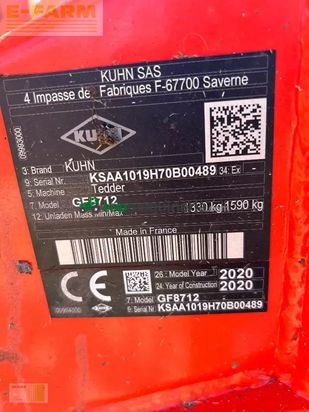 E-FARM
KUHN SAS
4 Impasse des Fabriques F-67700 Saverne
KUHN
09993000
3: Brand KUHN
9: Serial Nr. KSAA1019H70B00489 34: Ex
5: Machine Tedder
7: Model GF8712
12: Unladen Mass Min/Max 1330 kg 1590 kg
Made in France
CE
26: Model Year 2020
24: Year of Construction 2020
7: Model GF8712
9: Serial Nr. KSAA1019H70B00489